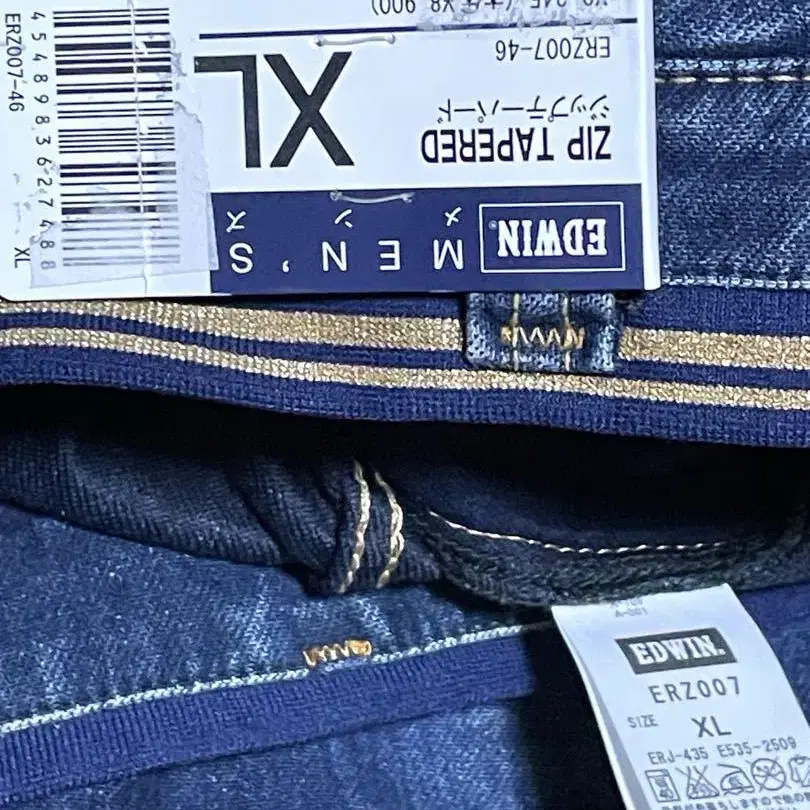 EDWIN®
MEN'S
メンズ
ZIP TAPERED
ジップテーパード
XL
ERZ007-46
4548983627488
ERZ007-46 XL
EDWIN.
ERZ007
SIZE XL
ERJ-435 E535-2509